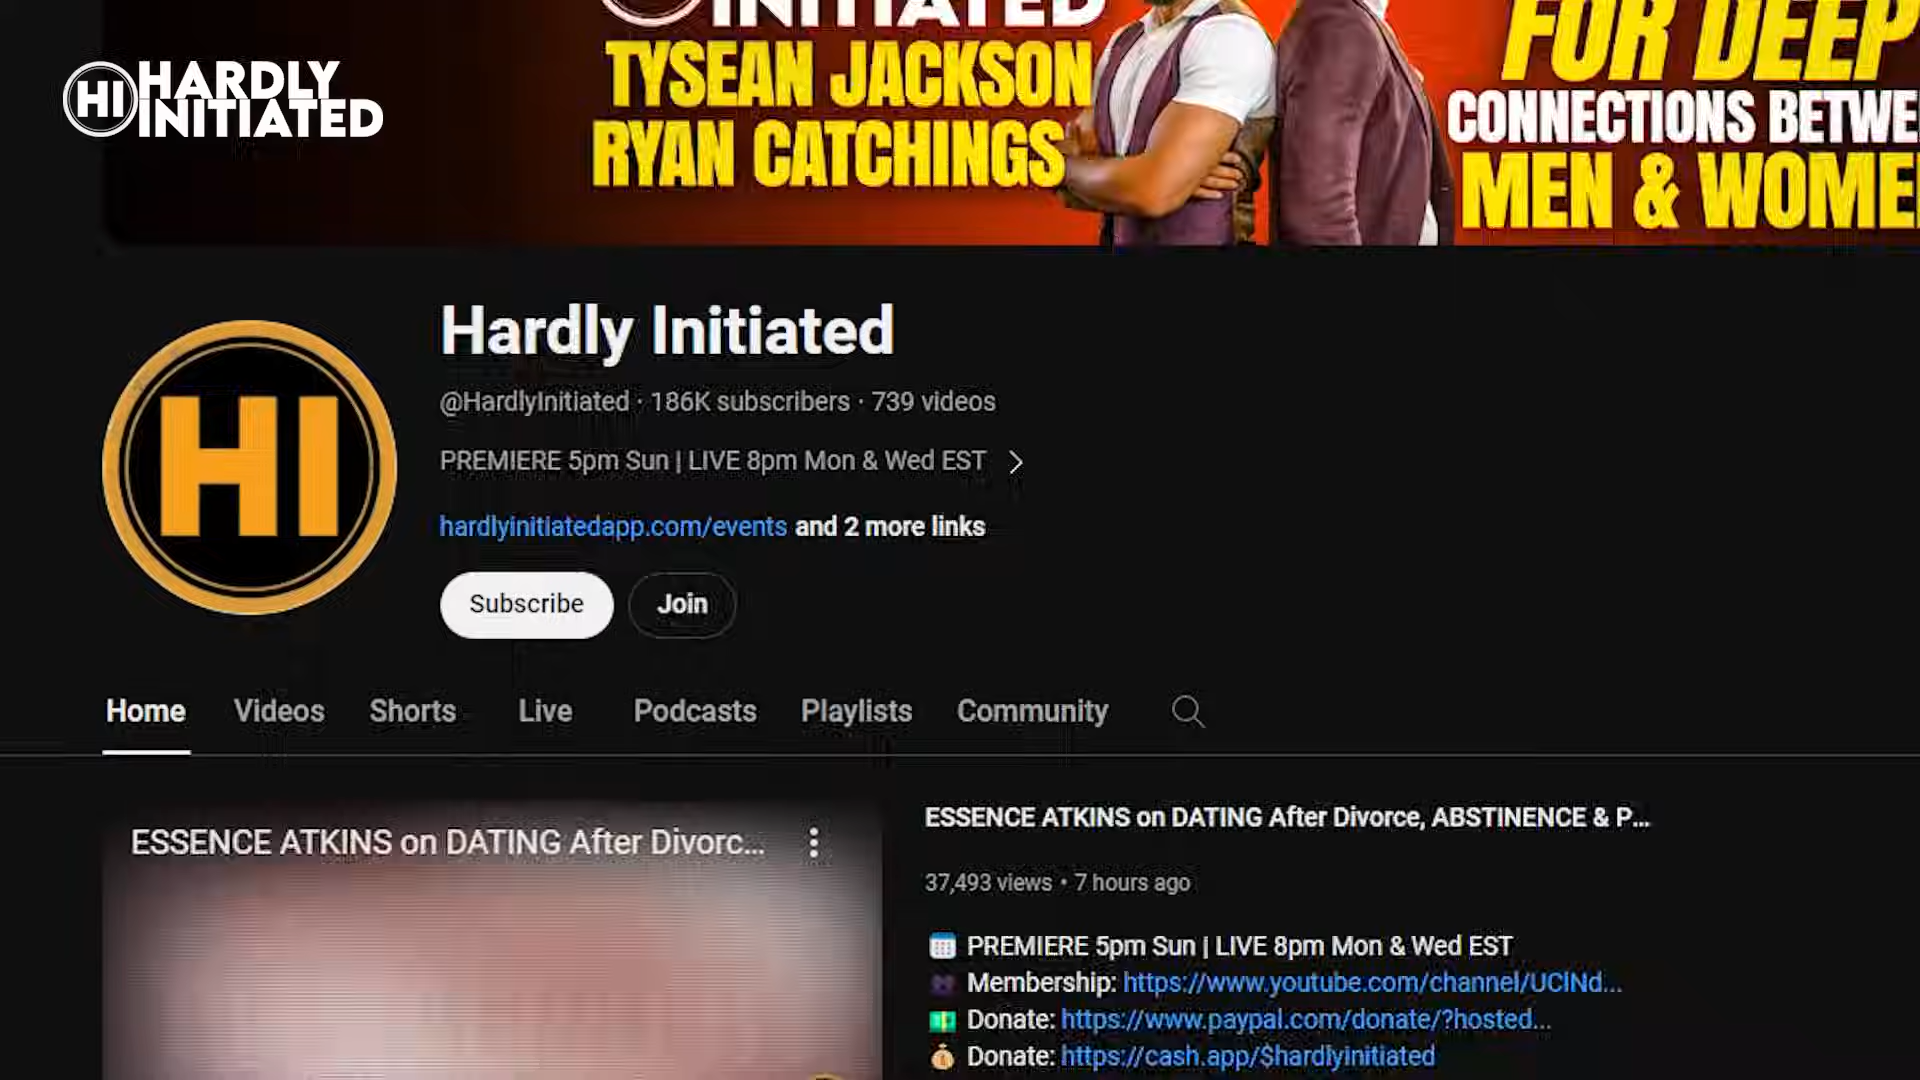 INITIATED
TYSEAN JACKSON
RYAN CATCHINGS
FOR DEEP
CONNECTIONS BETWE
MEN & WOME
HI HARDLY
INITIATED
HI
Hardly Initiated
@HardlyInitiated · 186K subscribers · 739 videos
PREMIERE 5pm Sun | LIVE 8pm Mon & Wed EST
hardlyinitiatedapp.com/events and 2 more links
Subscribe
Join
Home Videos Shorts Live Podcasts Playlists Community
ESSENCE ATKINS on DATING After Divorc...
ESSENCE ATKINS on DATING After Divorce, ABSTINENCE & P...
37,493 views • 7 hours ago
PREMIERE 5pm Sun | LIVE 8pm Mon & Wed EST
Membership: https://www.youtube.com/channel/UClNd...
Donate: https://www.paypal.com/donate/?hosted...
Donate: https://cash.app/$hardlyinitiated